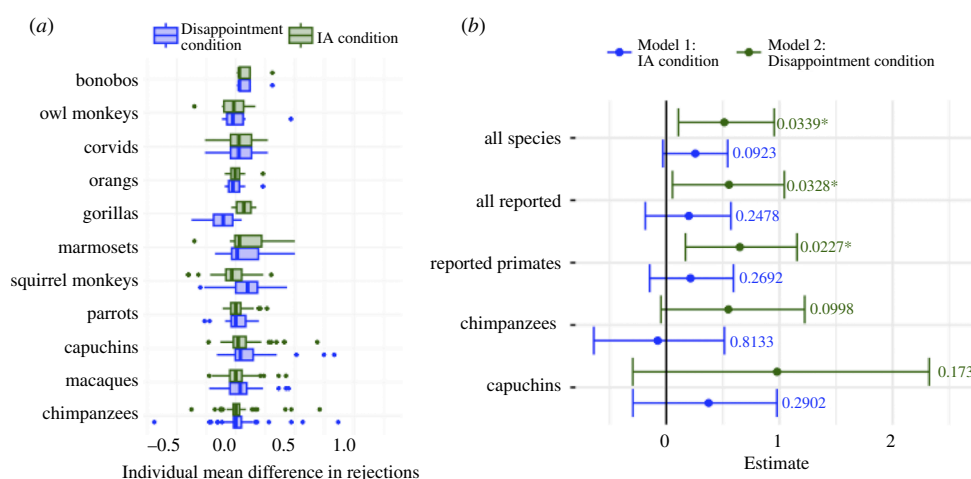 (a)
Disappointment
condition
IA condition
bonobos
owl monkeys
corvids
orangs
gorillas
marmosets
squirrel monkeys
parrots
capuchins
macaques
chimpanzees
–0.5 0.0 0.5 1.0
Individual mean difference in rejections
(b)
Model 1:
IA condition
Model 2:
Disappointment condition
all species
0.0339*
0.0923
all reported
0.0328*
0.2478
reported primates
0.0227*
0.2692
chimpanzees
0.0998
0.8133
capuchins
0.173
0.2902
0 1 2
Estimate